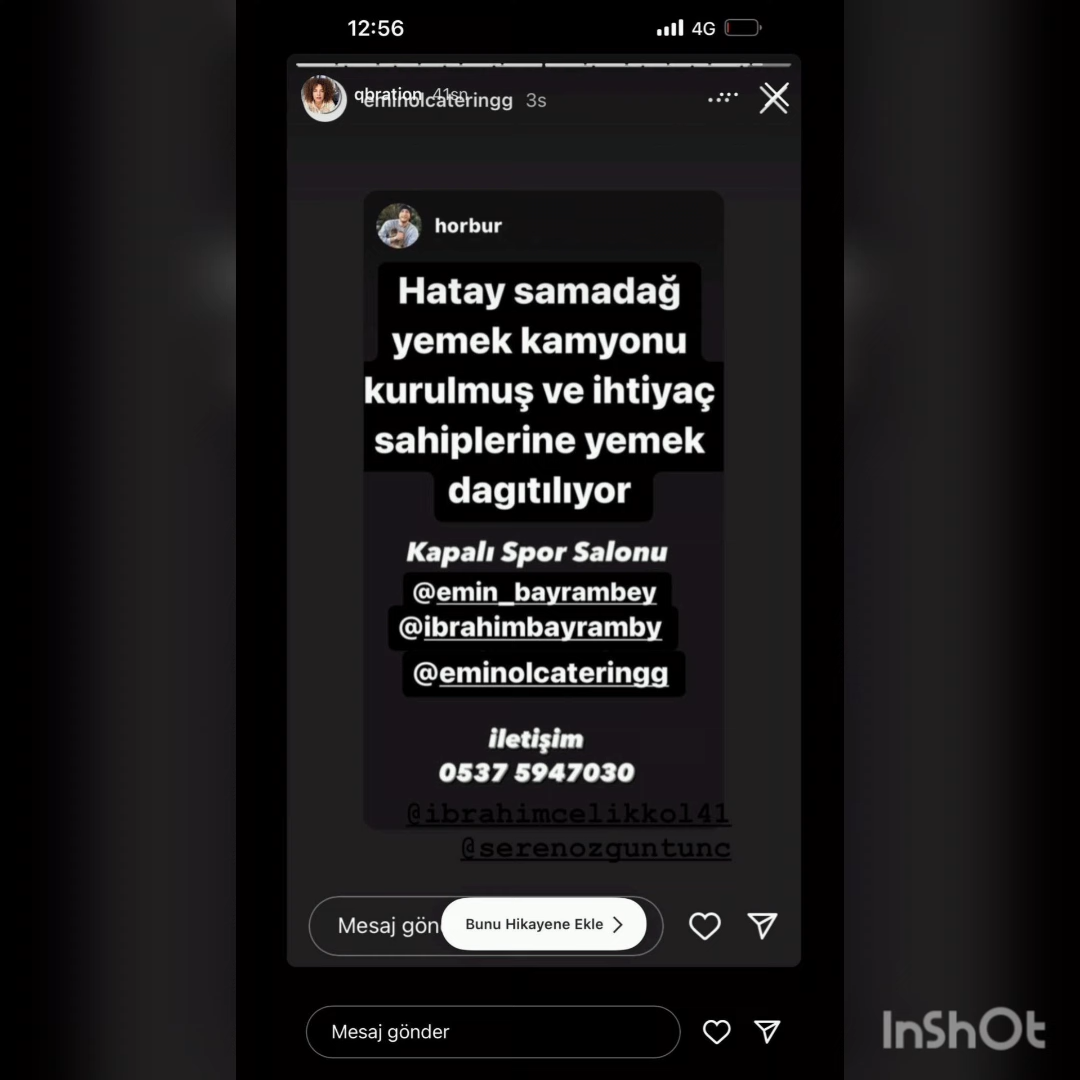 12:56
4G
qbration 41sn
eminolcateringg 3s
horbur
Hatay samadağ
yemek kamyonu
kurulmuş ve ihtiyaç
sahiplerine yemek
dagıtılıyor
Kapalı Spor Salonu
@emin_bayrambey
@ibrahimbayramby
@eminolcateringg
iletişim
0537 5947030
@ibrahimcelikkol41
@serenozguntunc
Mesaj gön
Bunu Hikayene Ekle
Mesaj gönder
InShOt